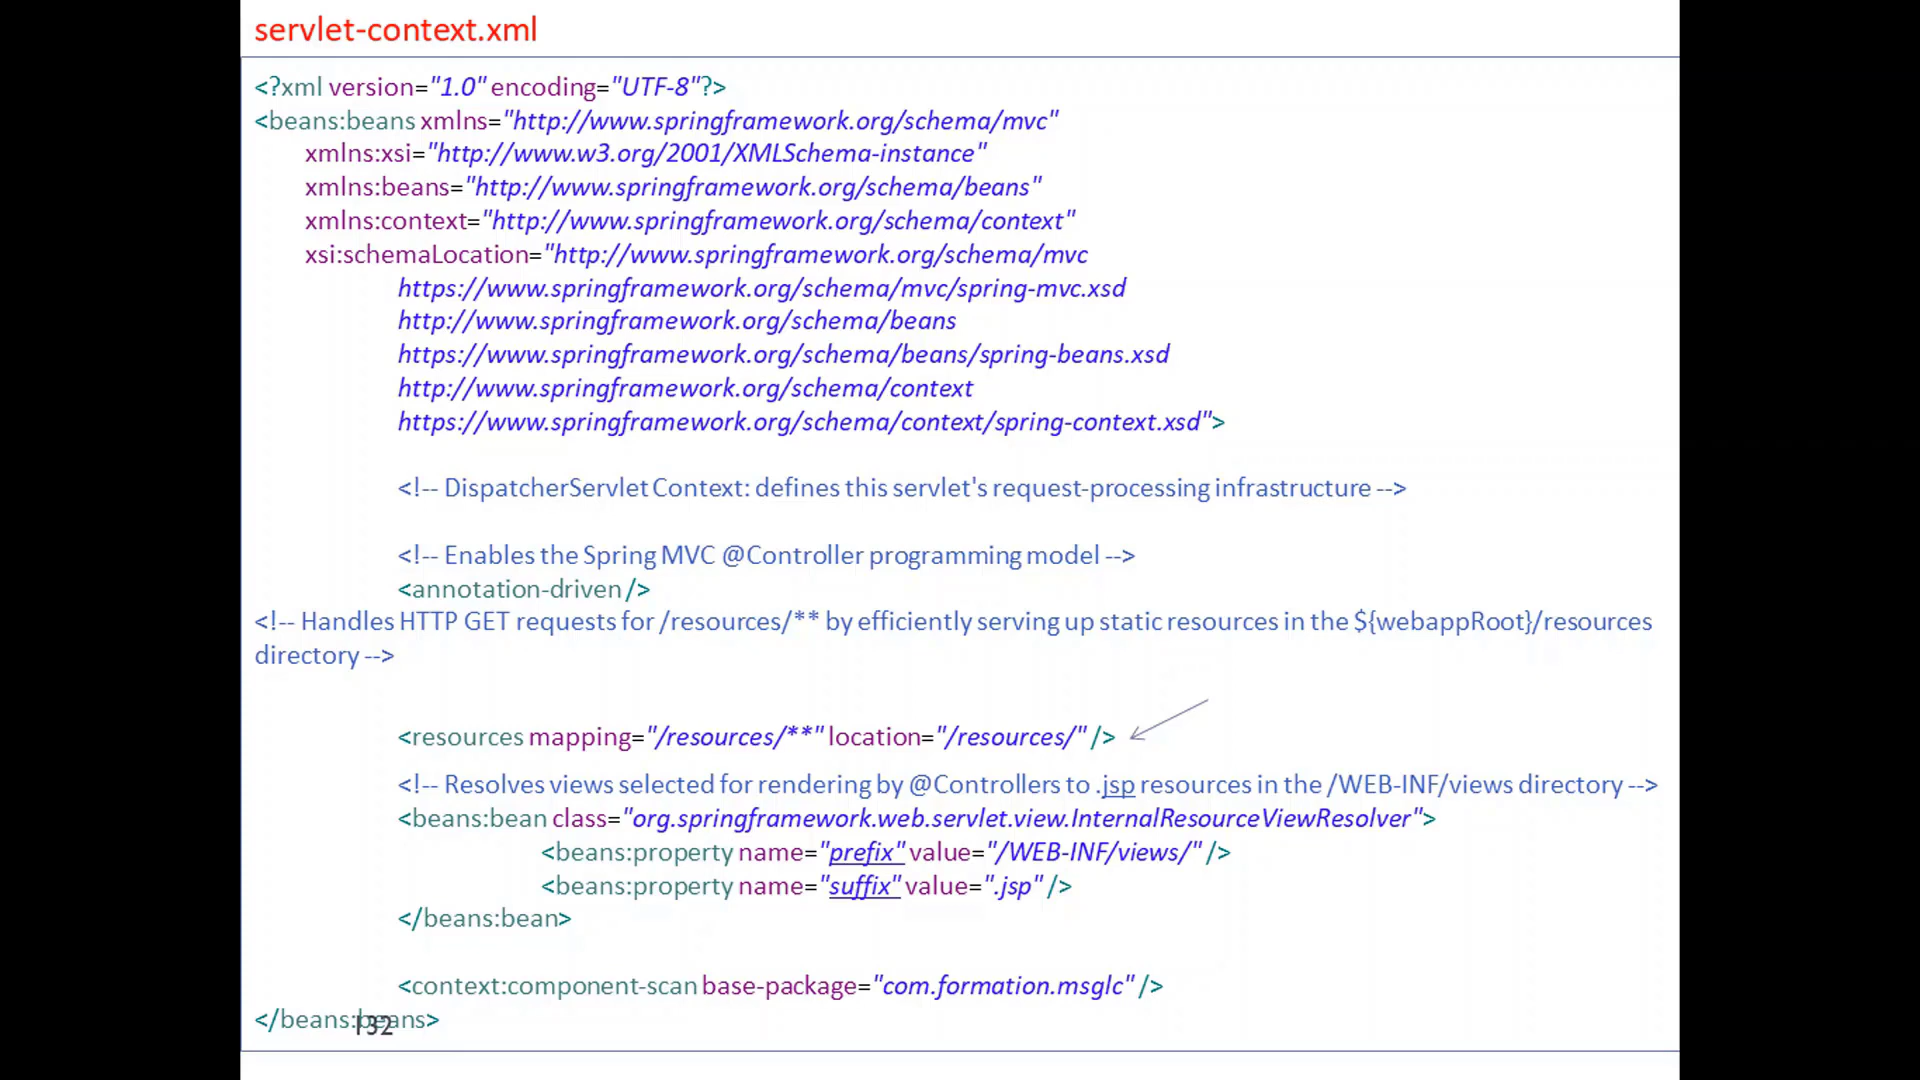 servlet-context.xml
<?xml version="1.0" encoding="UTF-8"?>
<beans:beans xmlns="http://www.springframework.org/schema/mvc"
xmlns:xsi="http://www.w3.org/2001/XMLSchema-instance"
xmlns:beans="http://www.springframework.org/schema/beans"
xmlns:context="http://www.springframework.org/schema/context"
xsi:schemaLocation="http://www.springframework.org/schema/mvc
https://www.springframework.org/schema/mvc/spring-mvc.xsd
http://www.springframework.org/schema/beans
https://www.springframework.org/schema/beans/spring-beans.xsd
http://www.springframework.org/schema/context
https://www.springframework.org/schema/context/spring-context.xsd">
<!-- DispatcherServlet Context: defines this servlet's request-processing infrastructure -->
<!-- Enables the Spring MVC @Controller programming model -->
<annotation-driven />
<!-- Handles HTTP GET requests for /resources/** by efficiently serving up static resources in the ${webappRoot}/resources
directory -->
<resources mapping="/resources/**" location="/resources/" />
<!-- Resolves views selected for rendering by @Controllers to .jsp resources in the /WEB-INF/views directory -->
<beans:bean class="org.springframework.web.servlet.view.InternalResourceViewResolver">
<beans:property name="prefix" value="/WEB-INF/views/" />
<beans:property name="suffix" value=".jsp" />
</beans:bean>
<context:component-scan base-package="com.formation.msglc" />
</beans:beans>
132